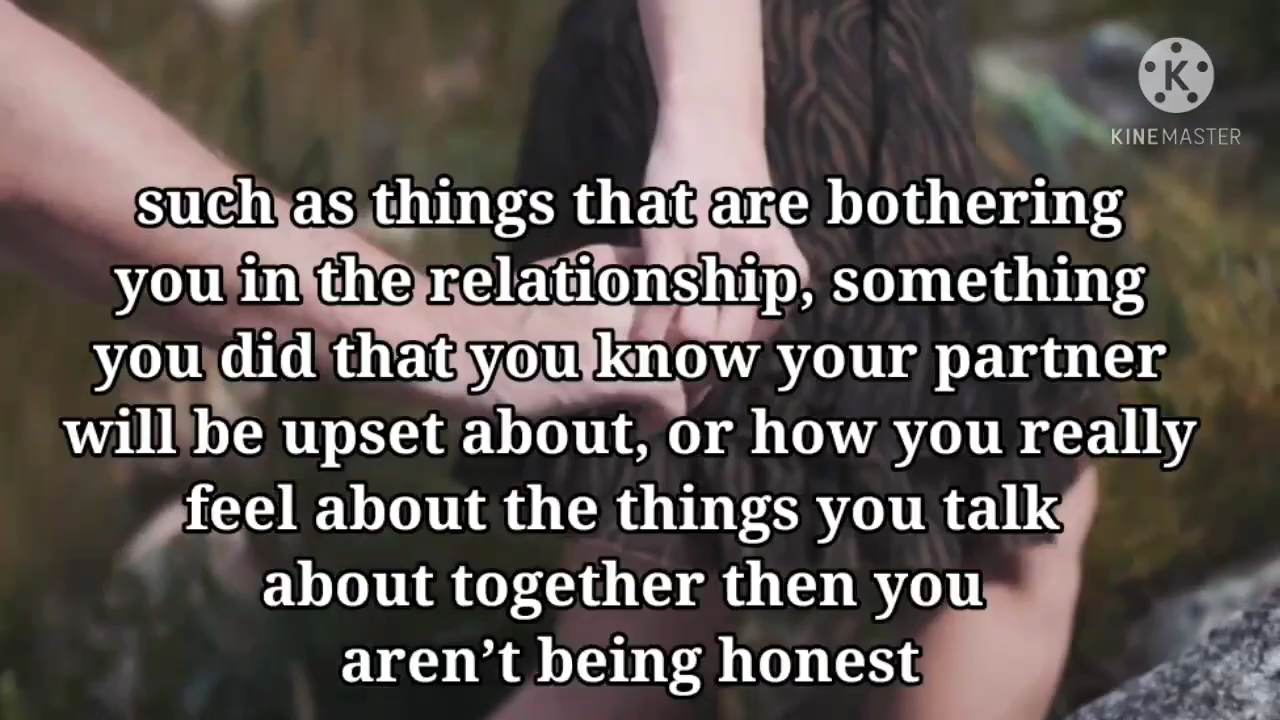 K
KINEMASTER
such as things that are bothering
you in the relationship, something
you did that you know your partner
will be upset about, or how you really
feel about the things you talk
about together then you
aren’t being honest